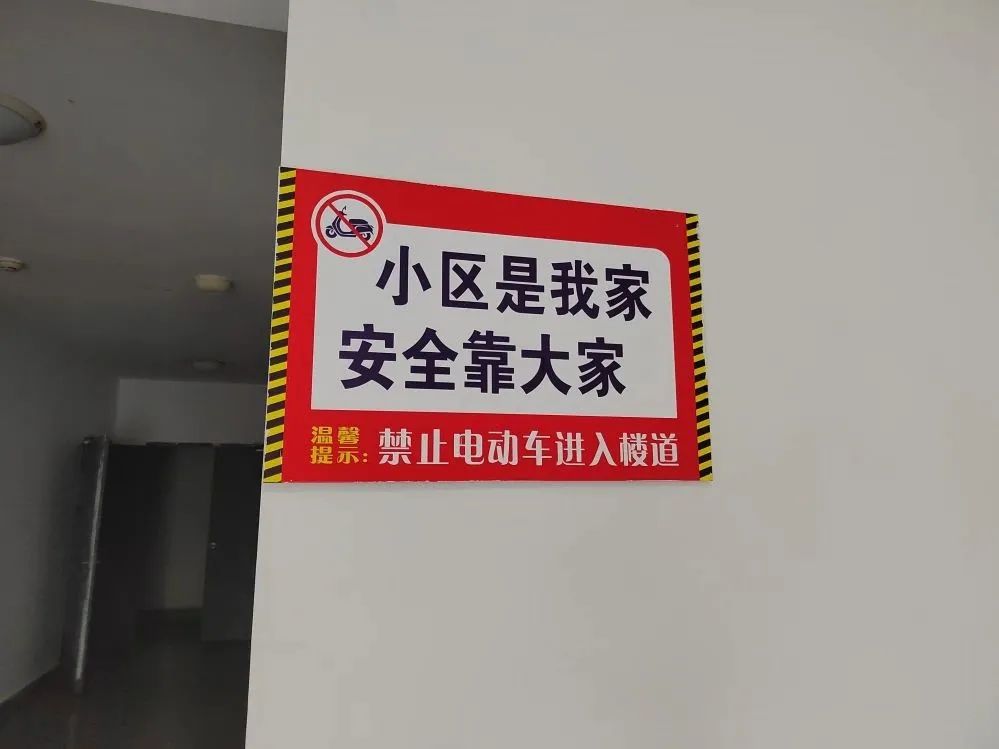 小区是我家
安全靠大家
温馨
提示: 禁止电动车进入楼道